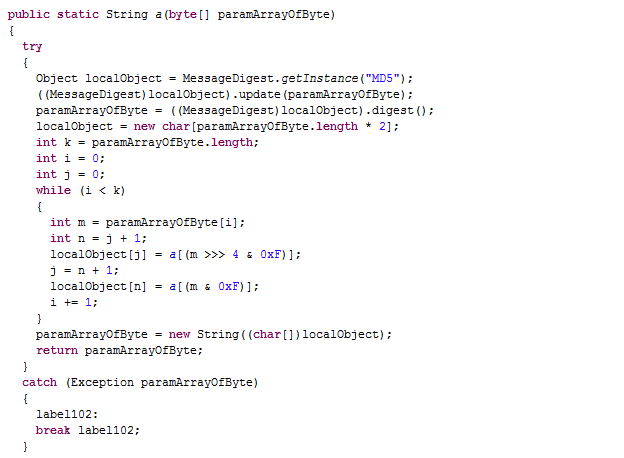 public static String a(byte[] paramArrayOfByte)
{
  try
  {
    Object localObject = MessageDigest.getInstance("MD5");
    ((MessageDigest)localObject).update(paramArrayOfByte);
    paramArrayOfByte = ((MessageDigest)localObject).digest();
    localObject = new char[paramArrayOfByte.length * 2];
    int k = paramArrayOfByte.length;
    int i = 0;
    int j = 0;
    while (i < k)
    {
      int m = paramArrayOfByte[i];
      int n = j + 1;
      localObject[j] = a[(m >>> 4 & 0xF)];
      j = n + 1;
      localObject[n] = a[(m & 0xF)];
      i += 1;
    }
    paramArrayOfByte = new String((char[])localObject);
    return paramArrayOfByte;
  }
  catch (Exception paramArrayOfByte)
  {
    label102:
    break label102;
  }